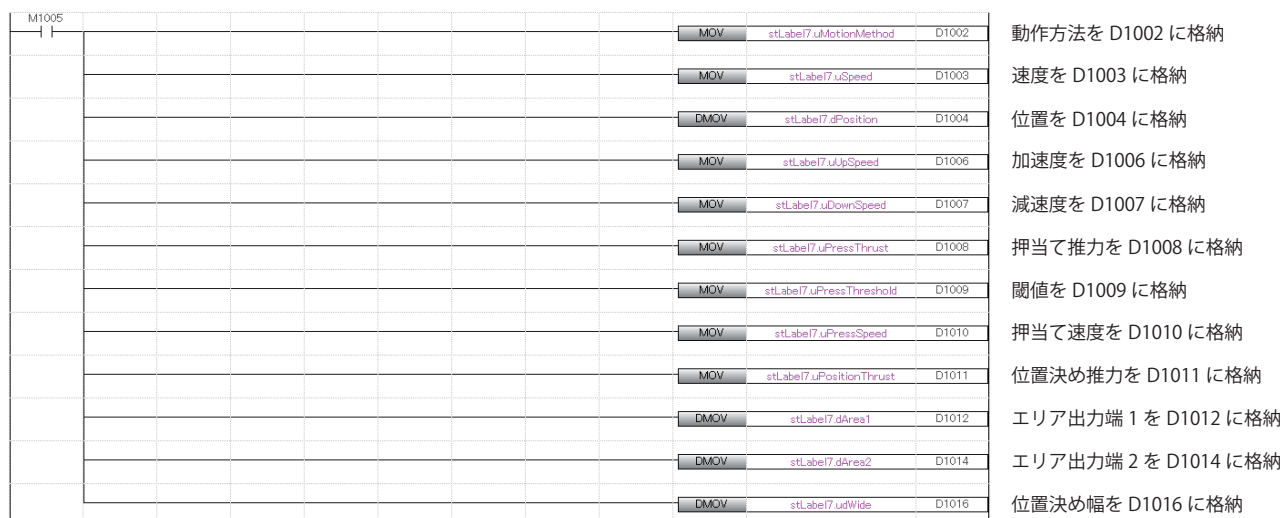 M1005
MOV stLabel7.uMotionMethod D1002 動作方法を D1002 に格納
MOV stLabel7.uSpeed D1003 速度を D1003 に格納
DMOV stLabel7.dPosition D1004 位置を D1004 に格納
MOV stLabel7.uUpSpeed D1006 加速度を D1006 に格納
MOV stLabel7.uDownSpeed D1007 減速度を D1007 に格納
MOV stLabel7.uPressThrust D1008 押当て推力を D1008 に格納
MOV stLabel7.uPressThreshold D1009 閾値を D1009 に格納
MOV stLabel7.uPressSpeed D1010 押当て速度を D1010 に格納
MOV stLabel7.uPositionThrust D1011 位置決め推力を D1011 に格納
DMOV stLabel7.dArea1 D1012 エリア出力端 1 を D1012 に格納
DMOV stLabel7.dArea2 D1014 エリア出力端 2 を D1014 に格納
DMOV stLabel7.udWide D1016 位置決め幅を D1016 に格納